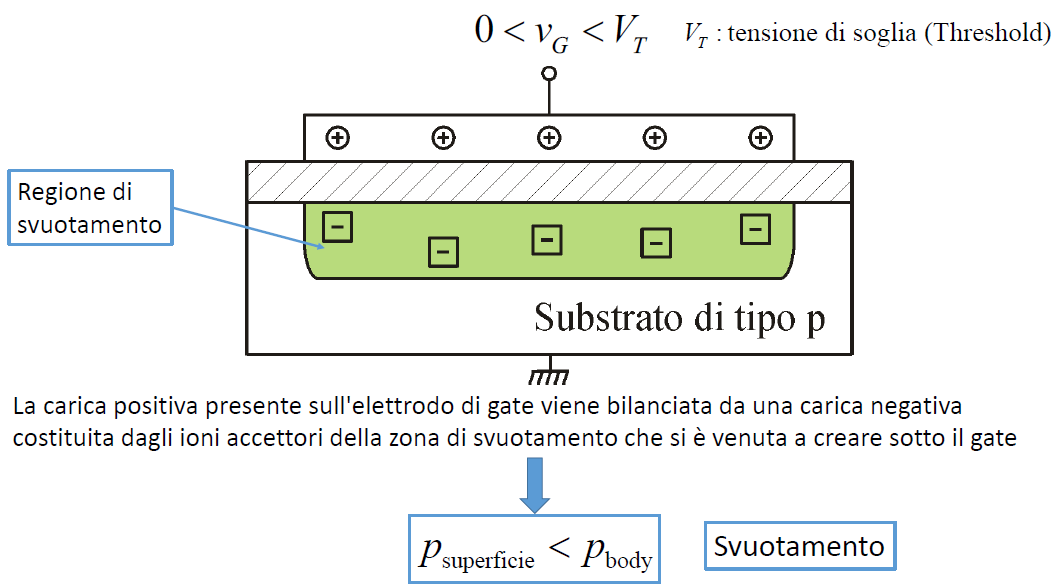 0 < v_G < V_T
V_T : tensione di soglia (Threshold)
+ + + + +
Regione di
svuotamento
- - - - -
Substrato di tipo p
La carica positiva presente sull'elettrodo di gate viene bilanciata da una carica negativa
costituita dagli ioni accettori della zona di svuotamento che si è venuta a creare sotto il gate
p_superficie < p_body
Svuotamento